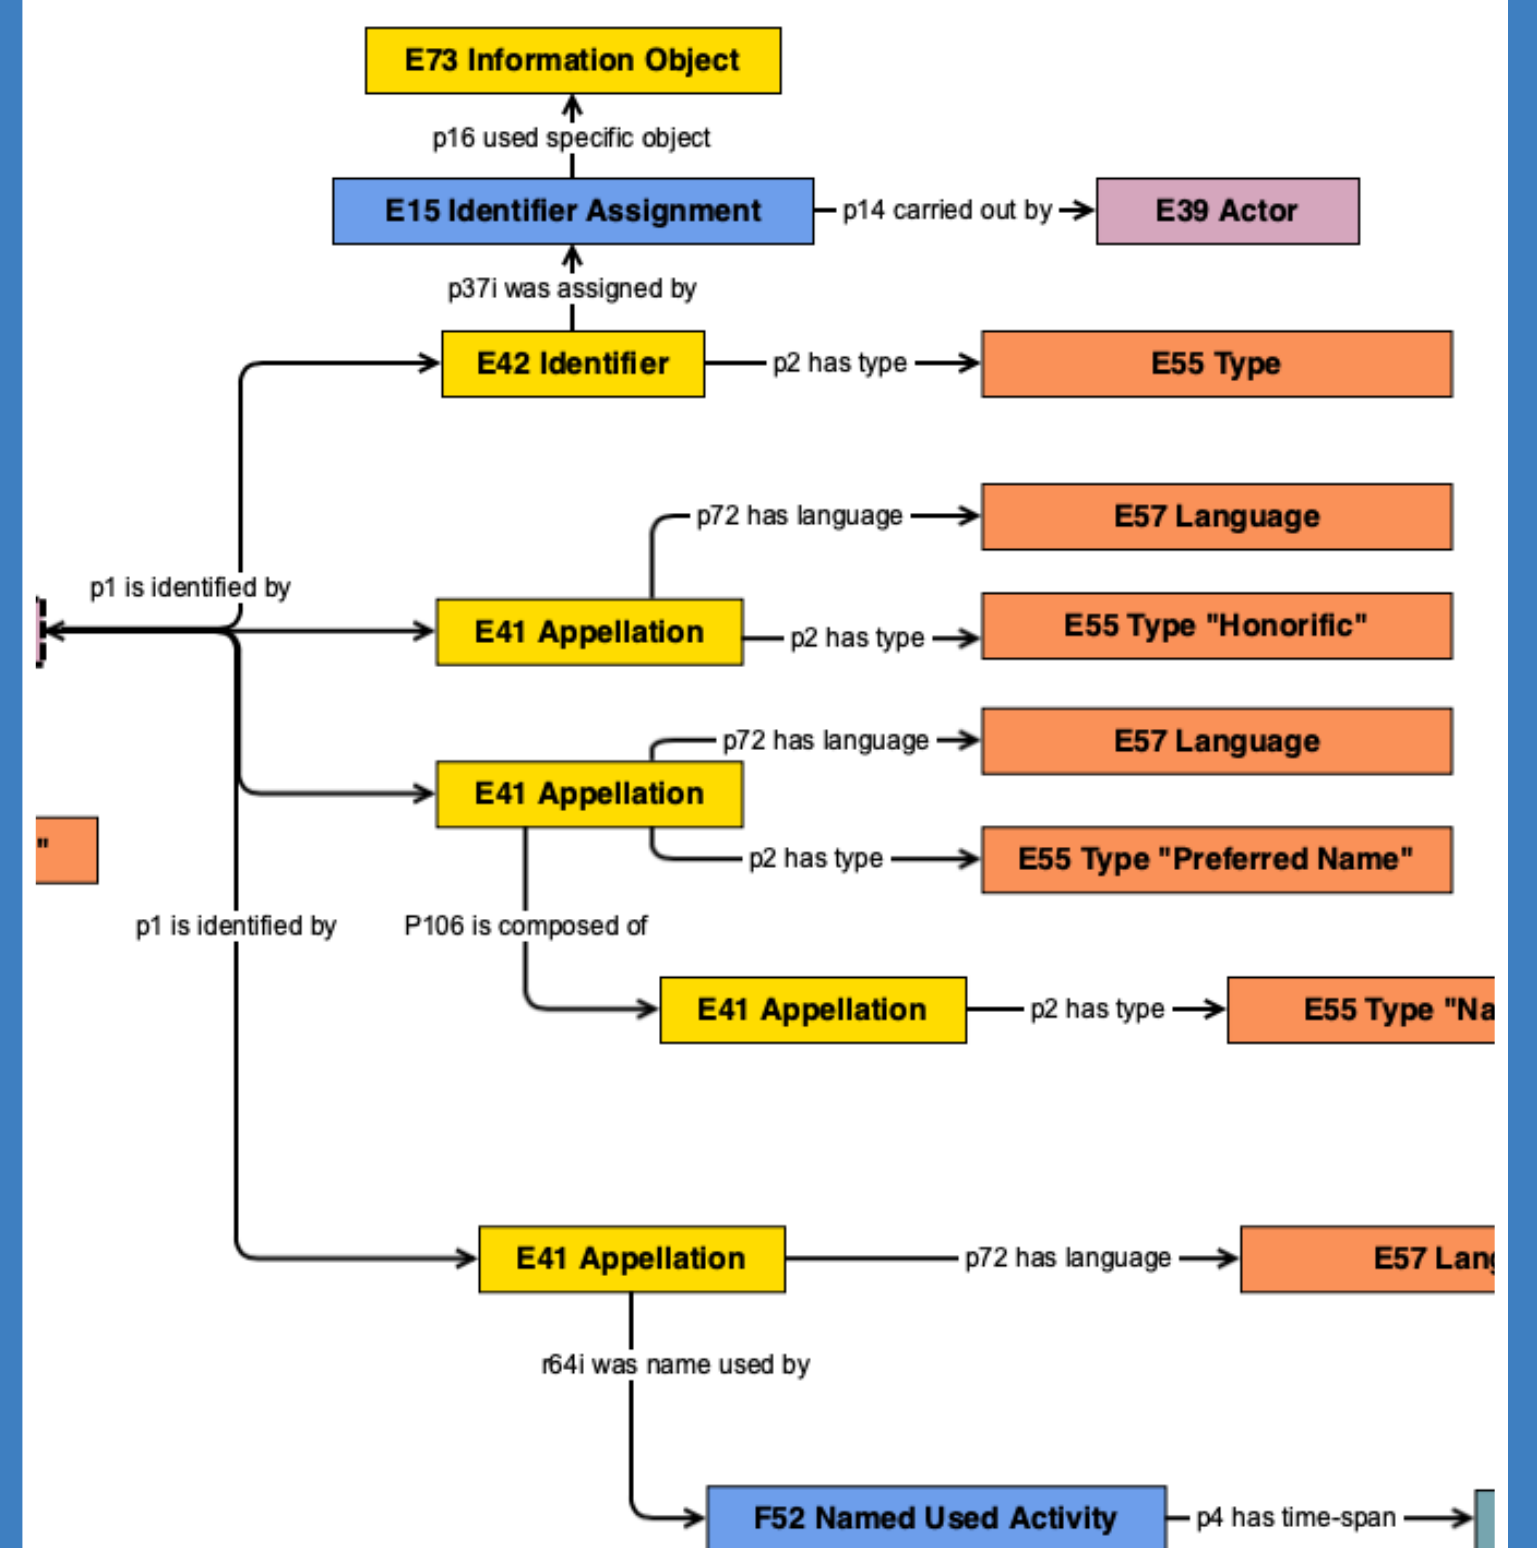 E73 Information Object
p16 used specific object
E15 Identifier Assignment
p14 carried out by
E39 Actor
p37i was assigned by
E42 Identifier
p2 has type
E55 Type
p72 has language
E57 Language
p1 is identified by
E41 Appellation
p2 has type
E55 Type "Honorific"
p72 has language
E57 Language
E41 Appellation
"
p2 has type
E55 Type "Preferred Name"
p1 is identified by
P106 is composed of
E41 Appellation
p2 has type
E55 Type "Na
E41 Appellation
p72 has language
E57 Lang
r64i was name used by
F52 Named Used Activity
p4 has time-span